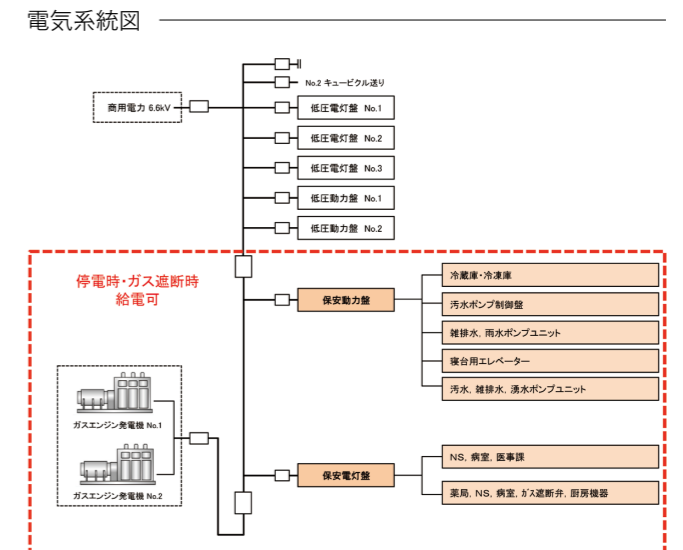 電気系統図
No.2 キュービクル送り
商用電力 6.6kV
低圧電灯盤 No.1
低圧電灯盤 No.2
低圧電灯盤 No.3
低圧動力盤 No.1
低圧動力盤 No.2
停電時・ガス遮断時
給電可
保安動力盤
冷蔵庫・冷凍庫
汚水ポンプ制御盤
雑排水, 雨水ポンプユニット
寝台用エレベーター
汚水, 雑排水, 湧水ポンプユニット
ガスエンジン発電機 No.1
ガスエンジン発電機 No.2
保安電灯盤
NS, 病室, 医事課
薬局, NS, 病室, ガス遮断弁, 厨房機器